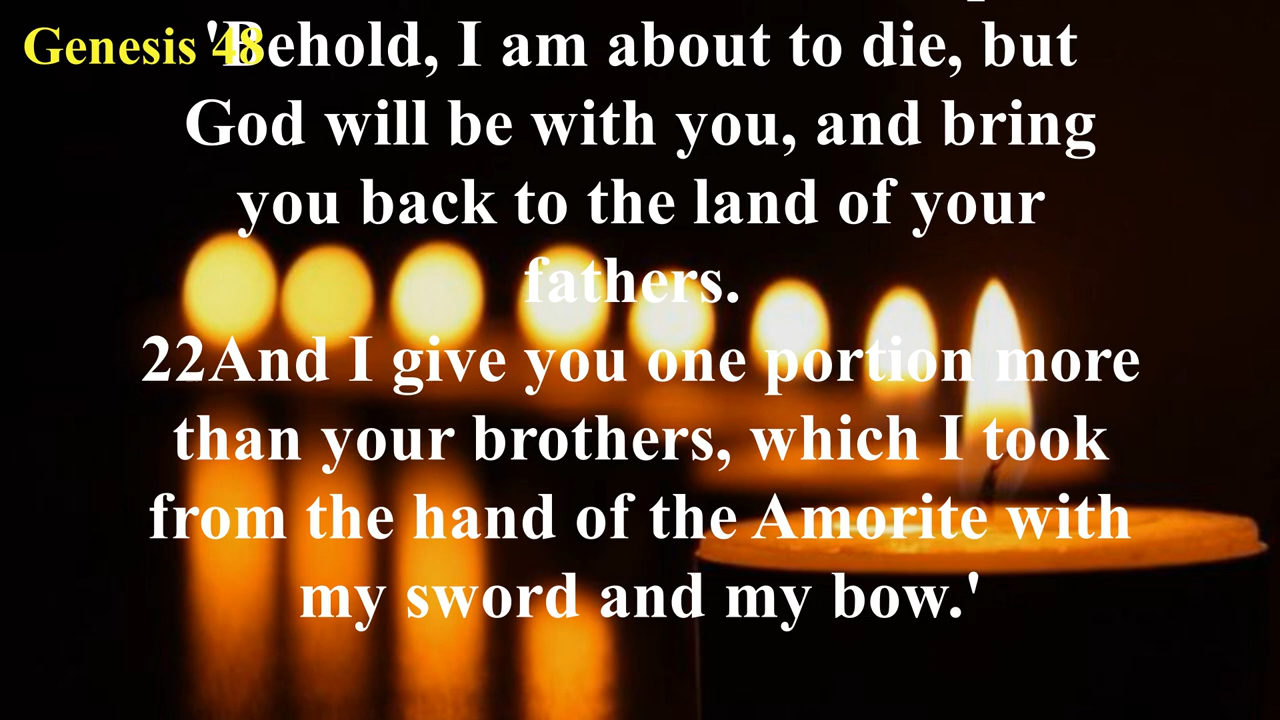 Genesis 48
'Behold, I am about to die, but
God will be with you, and bring
you back to the land of your
fathers.
22And I give you one portion more
than your brothers, which I took
from the hand of the Amorite with
my sword and my bow.'